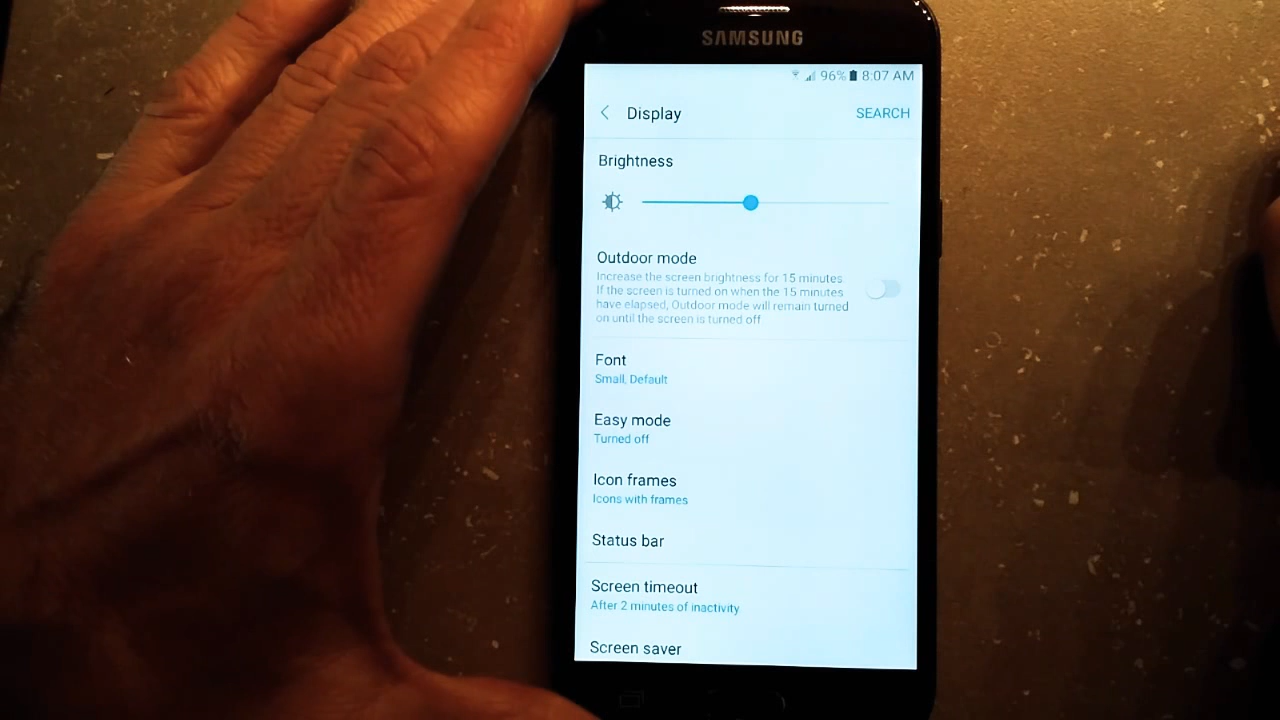 SAMSUNG
96% 8:07 AM
Display SEARCH
Brightness
Outdoor mode
Increase the screen brightness for 15 minutes.
If the screen is turned on when the 15 minutes
have elapsed, Outdoor mode will remain turned
on until the screen is turned off
Font
Small, Default
Easy mode
Turned off
Icon frames
Icons with frames
Status bar
Screen timeout
After 2 minutes of inactivity
Screen saver